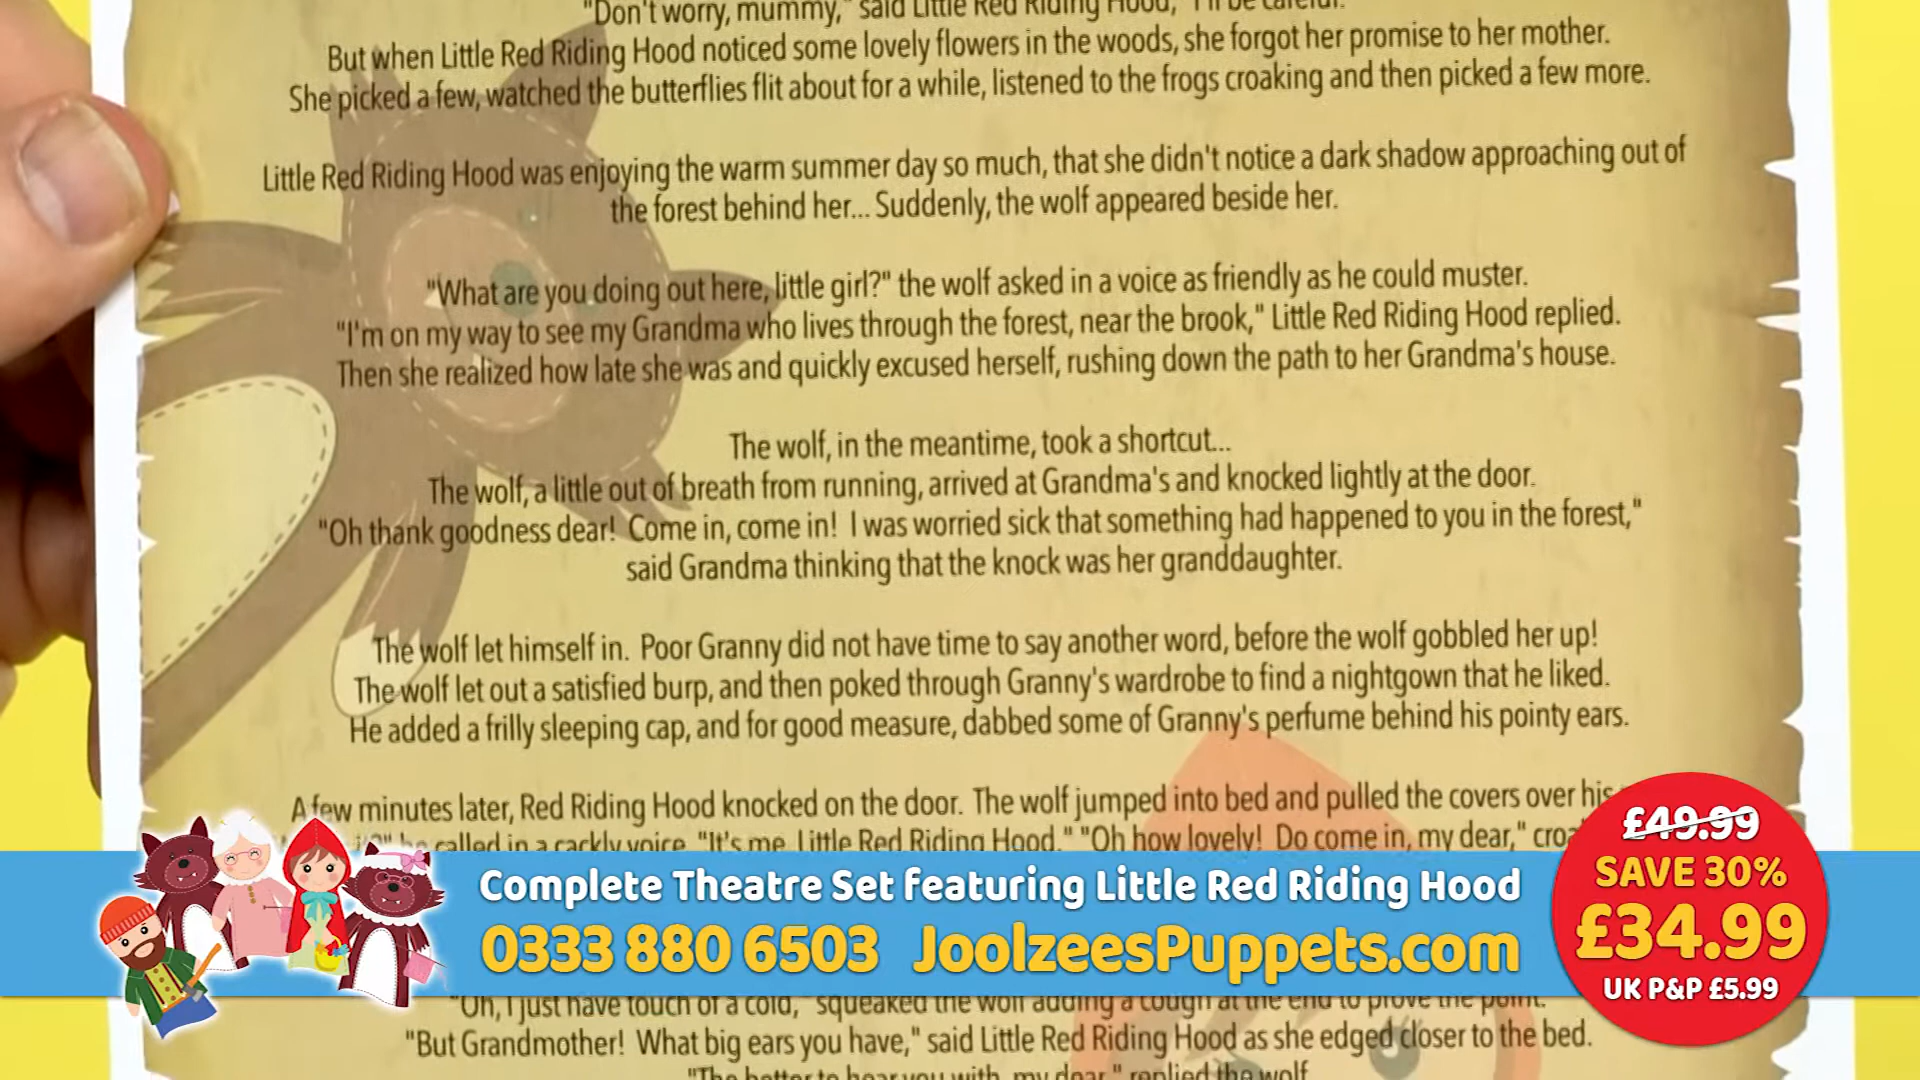 "Don't worry, mummy," said Little Red Riding Hood, "I'll be careful."
But when Little Red Riding Hood noticed some lovely flowers in the woods, she forgot her promise to her mother.
She picked a few, watched the butterflies flit about for a while, listened to the frogs croaking and then picked a few more.
Little Red Riding Hood was enjoying the warm summer day so much, that she didn't notice a dark shadow approaching out of
the forest behind her... Suddenly, the wolf appeared beside her.
"What are you doing out here, little girl?" the wolf asked in a voice as friendly as he could muster.
"I'm on my way to see my Grandma who lives through the forest, near the brook," Little Red Riding Hood replied.
Then she realized how late she was and quickly excused herself, rushing down the path to her Grandma's house.
The wolf, in the meantime, took a shortcut...
The wolf, a little out of breath from running, arrived at Grandma's and knocked lightly at the door.
"Oh thank goodness dear! Come in, come in! I was worried sick that something had happened to you in the forest,"
said Grandma thinking that the knock was her granddaughter.
The wolf let himself in. Poor Granny did not have time to say another word, before the wolf gobbled her up!
The wolf let out a satisfied burp, and then poked through Granny's wardrobe to find a nightgown that he liked.
He added a frilly sleeping cap, and for good measure, dabbed some of Granny's perfume behind his pointy ears.
A few minutes later, Red Riding Hood knocked on the door. The wolf jumped into bed and pulled the covers over his
he called in a cackly voice. "It's me, Little Red Riding Hood." "Oh how lovely! Do come in, my dear,"
£49.99
SAVE 30%
£34.99
UK P&P £5.99
Complete Theatre Set featuring Little Red Riding Hood
0333 880 6503 JoolzeesPuppets.com
"Oh, I just have touch of a cold," squeaked the wolf adding a cough at the end to prove the point.
"But Grandmother! What big ears you have," said Little Red Riding Hood as she edged closer to the bed.
"The better to hear you with, my dear," replied the wolf.